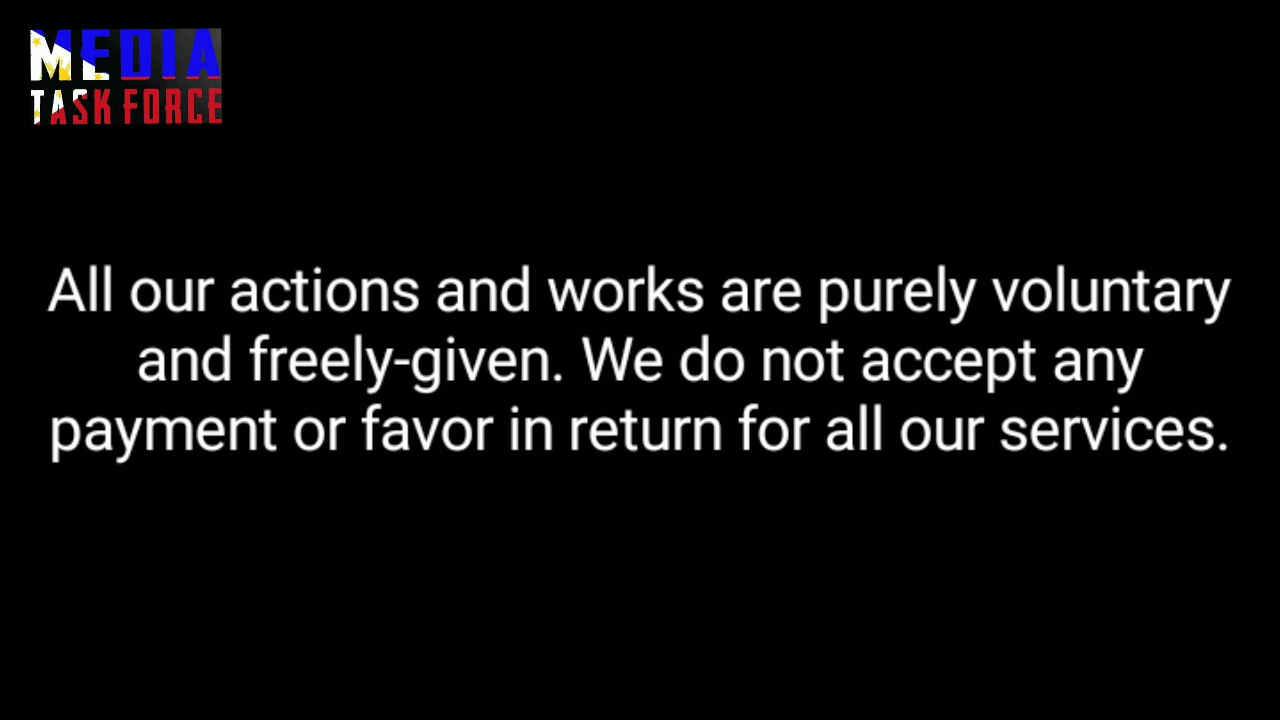 MEDIA
TASK FORCE
All our actions and works are purely voluntary
and freely-given. We do not accept any
payment or favor in return for all our services.